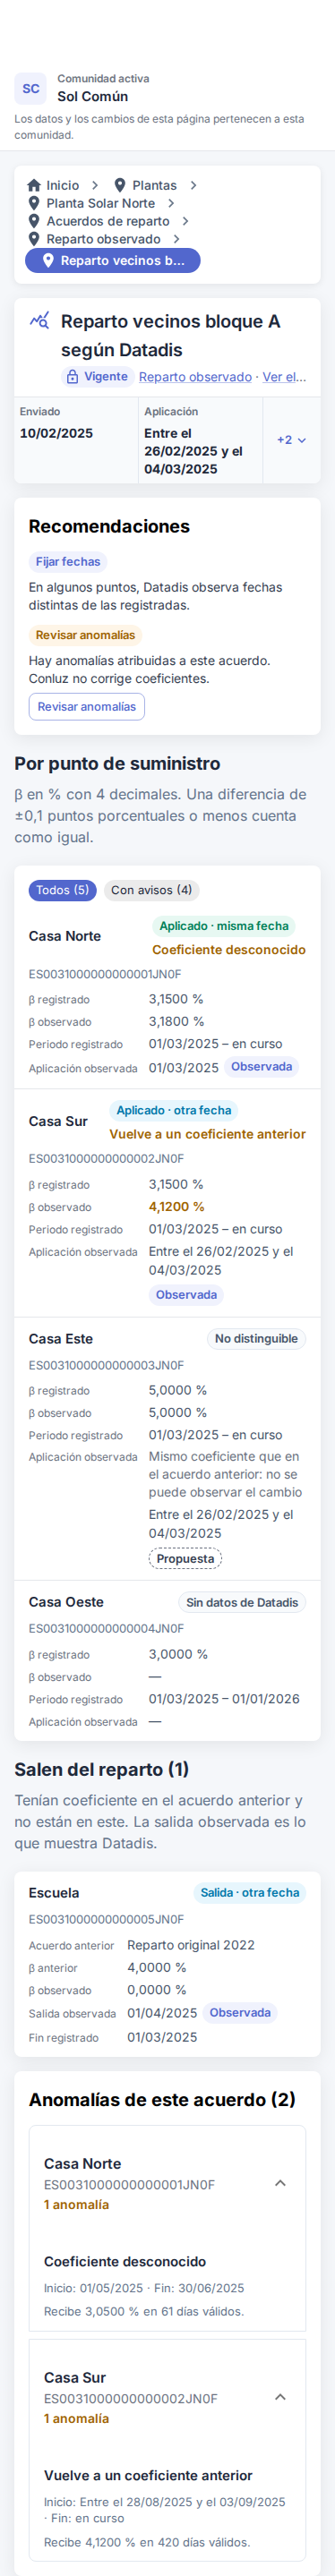 SC
Comunidad activa
Sol Común
Los datos y los cambios de esta página pertenecen a esta
comunidad.
Inicio > Plantas >
Planta Solar Norte >
Acuerdos de reparto >
Reparto observado >
Reparto vecinos b...
Reparto vecinos bloque A
según Datadis
Vigente Reparto observado · Ver el...
Enviado
10/02/2025
Aplicación
Entre el
26/02/2025 y el
04/03/2025
+2
Recomendaciones
Fijar fechas
En algunos puntos, Datadis observa fechas
distintas de las registradas.
Revisar anomalías
Hay anomalías atribuidas a este acuerdo.
Conluz no corrige coeficientes.
Revisar anomalías
Por punto de suministro
β en % con 4 decimales. Una diferencia de
±0,1 puntos porcentuales o menos cuenta
como igual.
Todos (5) Con avisos (4)
Casa Norte
Aplicado · misma fecha
Coeficiente desconocido
ES0031000000000001JN0F
β registrado 3,1500 %
β observado 3,1800 %
Periodo registrado 01/03/2025 – en curso
Aplicación observada 01/03/2025 Observada
Casa Sur
Aplicado · otra fecha
Vuelve a un coeficiente anterior
ES0031000000000002JN0F
β registrado 3,1500 %
β observado 4,1200 %
Periodo registrado 01/03/2025 – en curso
Aplicación observada Entre el 26/02/2025 y el
04/03/2025
Observada
Casa Este No distinguible
ES0031000000000003JN0F
β registrado 5,0000 %
β observado 5,0000 %
Periodo registrado 01/03/2025 – en curso
Aplicación observada Mismo coeficiente que en
el acuerdo anterior: no se
puede observar el cambio
Entre el 26/02/2025 y el
04/03/2025
Propuesta
Casa Oeste Sin datos de Datadis
ES0031000000000004JN0F
β registrado 3,0000 %
β observado —
Periodo registrado 01/03/2025 – 01/01/2026
Aplicación observada —
Salen del reparto (1)
Tenían coeficiente en el acuerdo anterior y
no están en este. La salida observada es lo
que muestra Datadis.
Escuela Salida · otra fecha
ES0031000000000005JN0F
Acuerdo anterior Reparto original 2022
β anterior 4,0000 %
β observado 0,0000 %
Salida observada 01/04/2025 Observada
Fin registrado 01/03/2025
Anomalías de este acuerdo (2)
Casa Norte
ES0031000000000001JN0F
1 anomalía
Coeficiente desconocido
Inicio: 01/05/2025 · Fin: 30/06/2025
Recibe 3,0500 % en 61 días válidos.
Casa Sur
ES0031000000000002JN0F
1 anomalía
Vuelve a un coeficiente anterior
Inicio: Entre el 28/08/2025 y el 03/09/2025
· Fin: en curso
Recibe 4,1200 % en 420 días válidos.